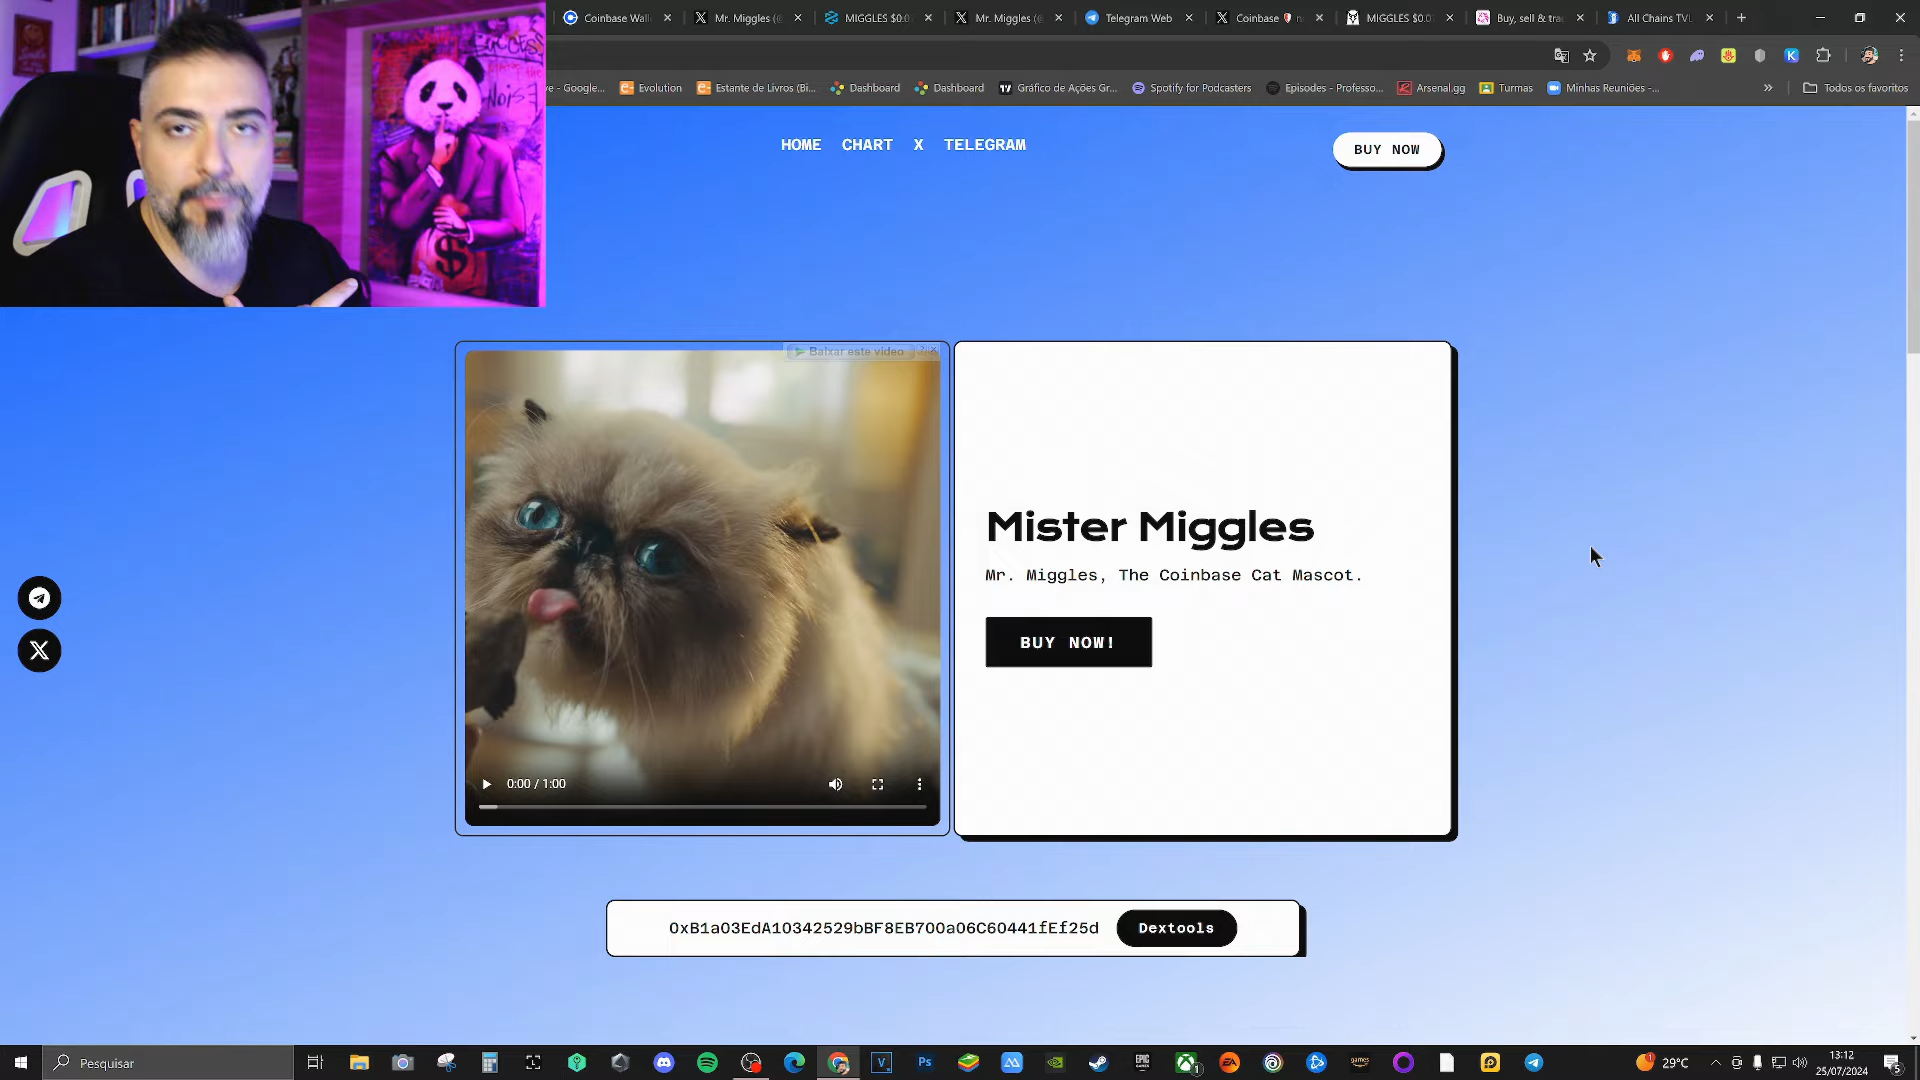 Coinbase Wall
Mr. Miggles (@
MIGGLES $0.0
Mr. Miggles (@
Telegram Web
Coinbase
MIGGLES $0.0
Buy, sell & tra
All Chains TVL
ve - Google...
Evolution
Estante de Livros (Bi...
Dashboard
Dashboard
Gráfico de Ações Gr...
Spotify for Podcasters
Episodes - Professo...
Arsenal.gg
Turmas
Minhas Reuniões -...
Todos os favoritos
HOME
CHART
X
TELEGRAM
BUY NOW
Baixar este vídeo
Mister Miggles
Mr. Miggles, The Coinbase Cat Mascot.
BUY NOW!
0:00 / 1:00
0xB1a03EdA10342529bBF8EB700a06C60441fEf25d
Dextools
Pesquisar
29°C
13:12
25/07/2024